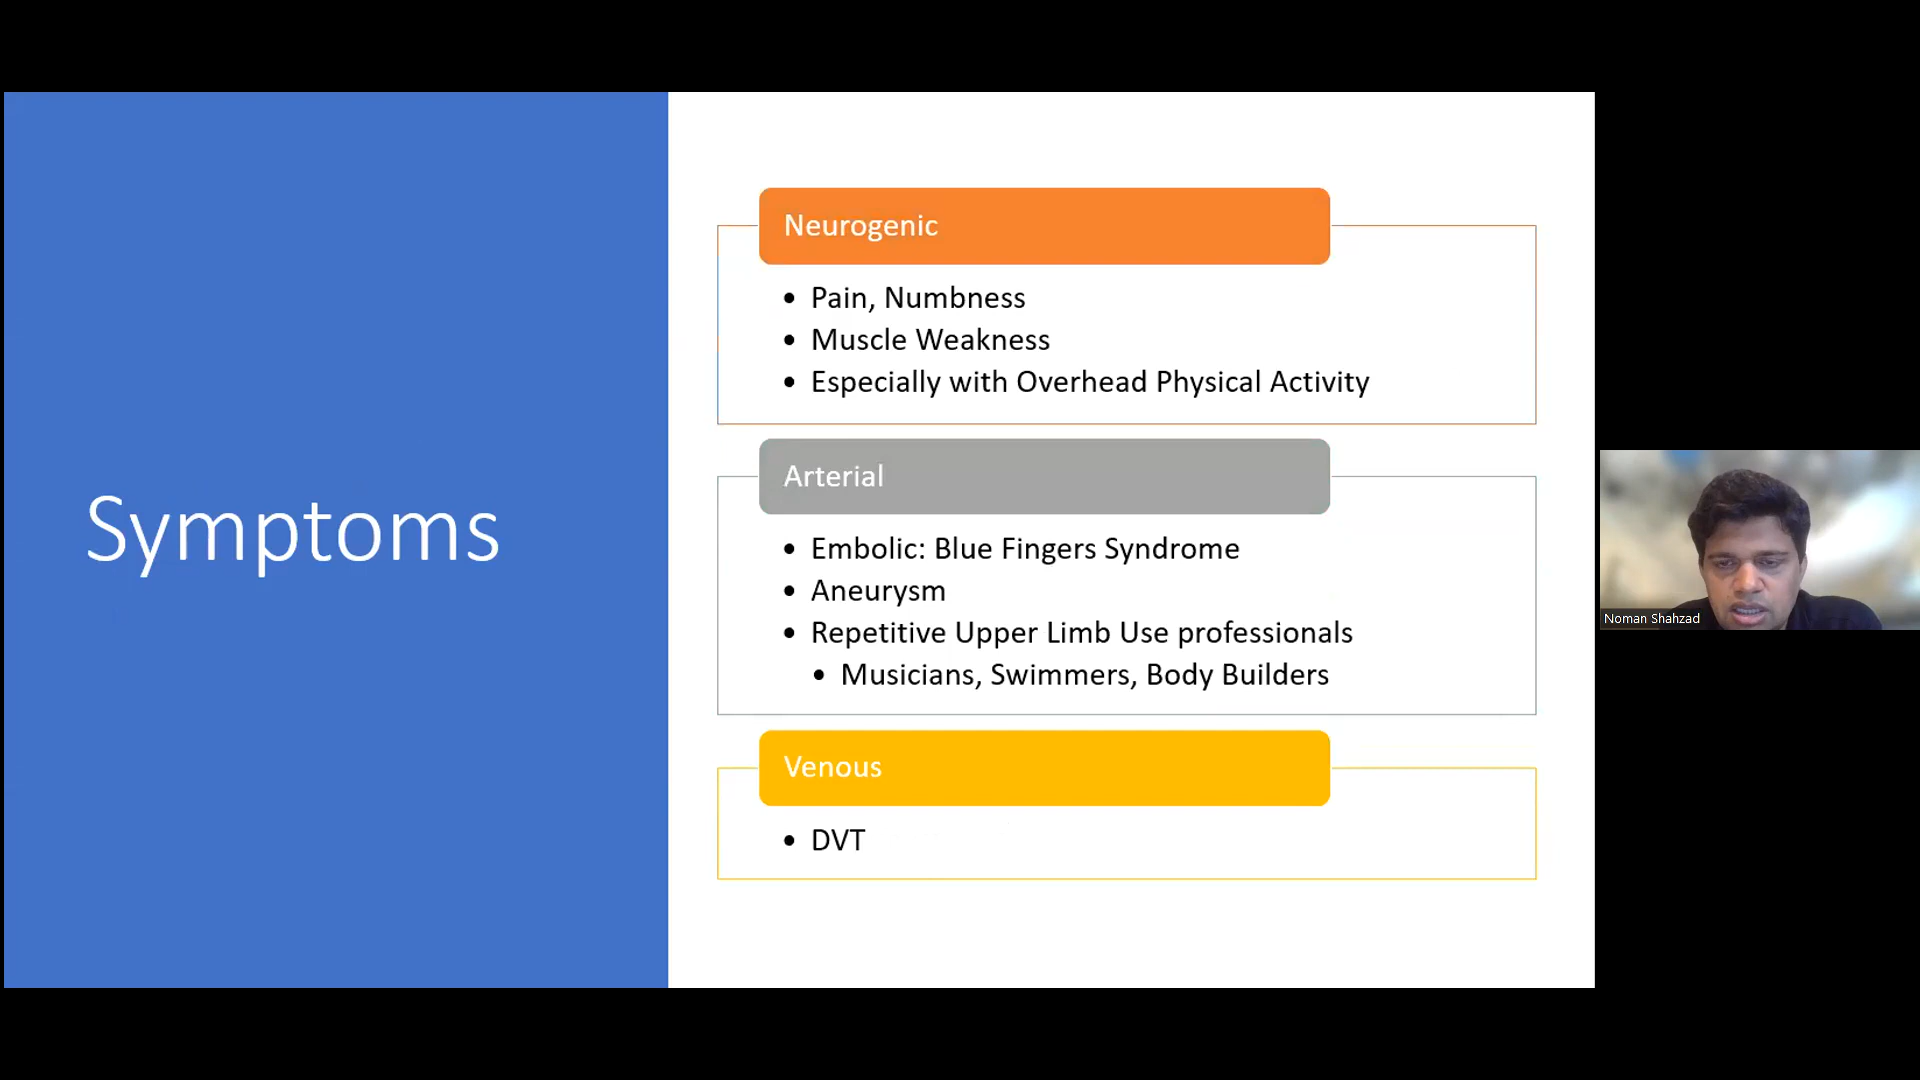 Symptoms
Neurogenic
• Pain, Numbness
• Muscle Weakness
• Especially with Overhead Physical Activity
Arterial
• Embolic: Blue Fingers Syndrome
• Aneurysm
• Repetitive Upper Limb Use professionals
• Musicians, Swimmers, Body Builders
Venous
• DVT
Noman Shahzad